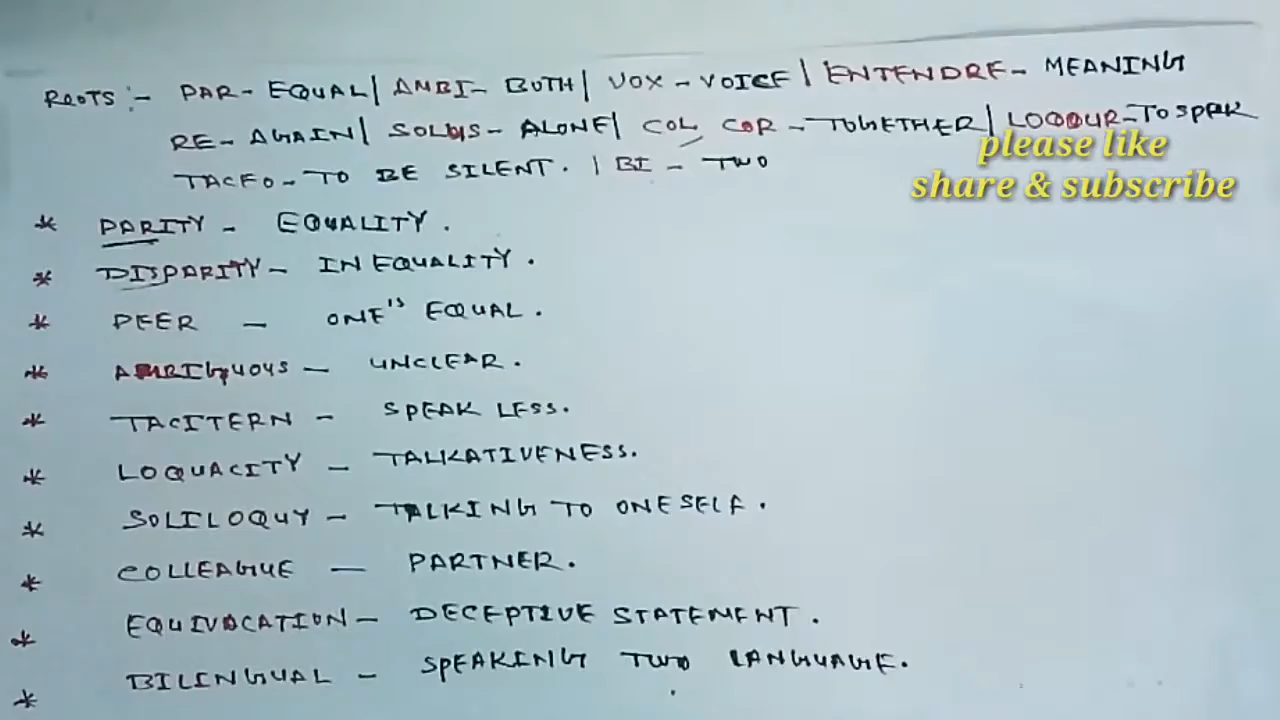 ROOTS :- PAR - EQUAL | AMBI - BOTH | VOX - VOICE | ENTENDRE - MEANING
RE - AGAIN | SOLUS - ALONE | COL, COR - TOGETHER | LOQOUR - TO SPEAK
TACEO - TO BE SILENT. | BI - TWO
please like
share & subscribe
* PARITY - EQUALITY.
* DISPARITY - INEQUALITY.
* PEER - ONE'S EQUAL.
* AMBIGUOUS - UNCLEAR.
* TACITERN - SPEAK LESS.
* LOQUACITY - TALKATIVENESS.
* SOLILOQUY - TALKING TO ONESELF.
* COLLEAGUE - PARTNER.
* EQUIVOCATION - DECEPTIVE STATEMENT.
* BILINGUAL - SPEAKING TWO LANGUAGE.